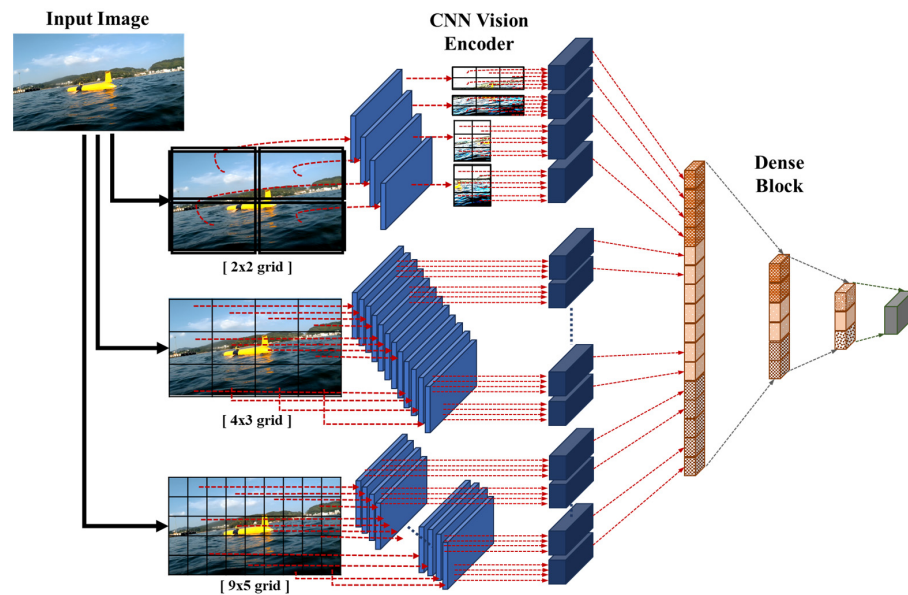 Input Image
CNN Vision
Encoder
Dense
Block
[ 2x2 grid ]
[ 4x3 grid ]
[ 9x5 grid ]